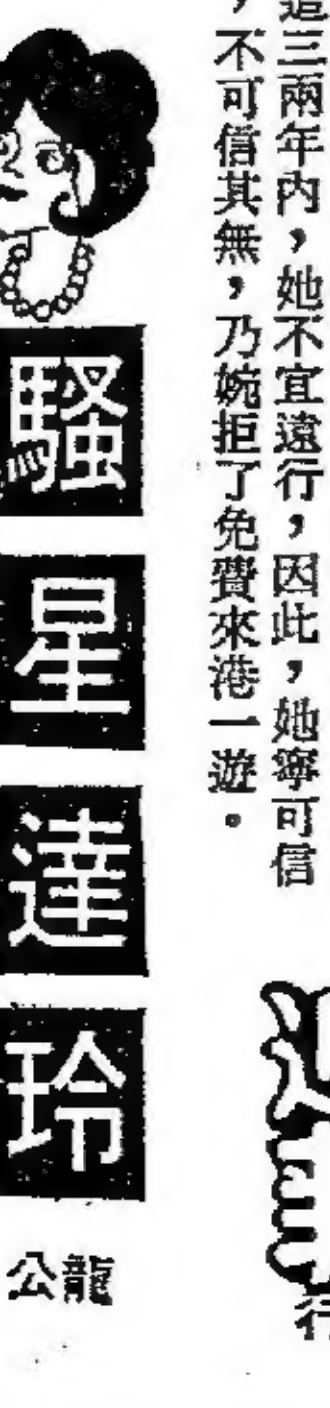 這三兩年內，她不宜遠行，因此，她寧可信
，不可信其無，乃婉拒了免費來港一遊。
騷星達玲
公龍
行